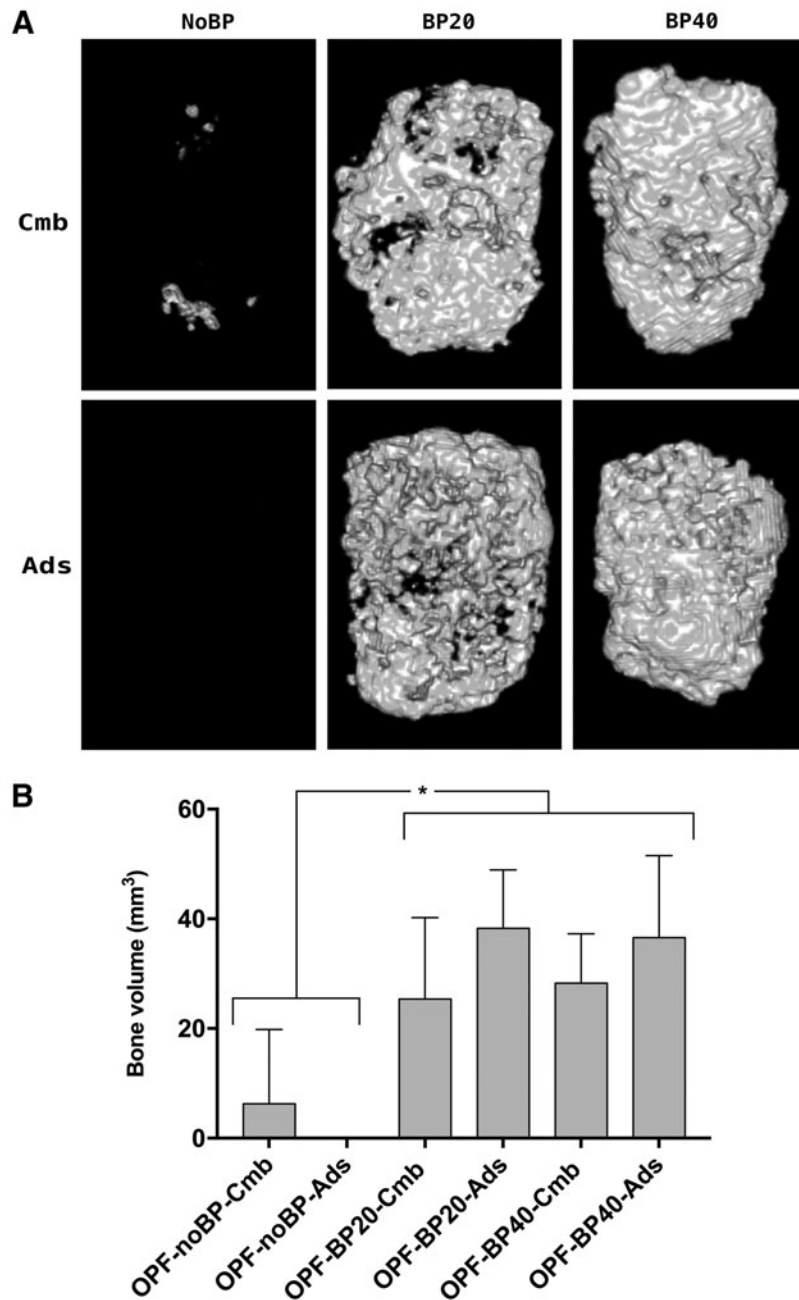 A
NoBP BP20 BP40
Cmb
Ads
B
*
60
40
20
0
Bone volume (mm³)
OPF-noBP-Cmb
OPF-noBP-Ads
OPF-BP20-Cmb
OPF-BP20-Ads
OPF-BP40-Cmb
OPF-BP40-Ads